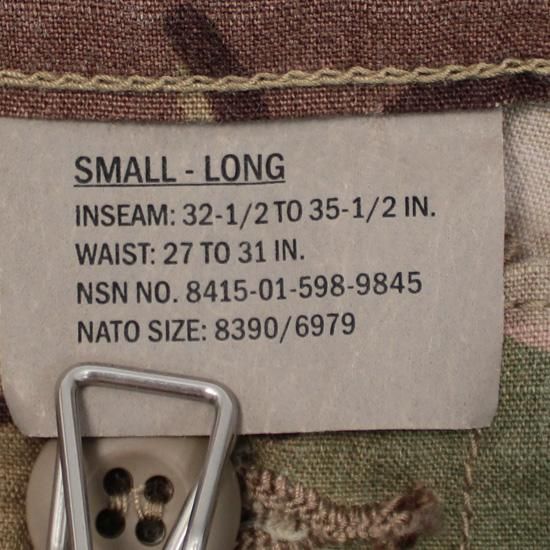 SMALL - LONG
INSEAM: 32-1/2 TO 35-1/2 IN.
WAIST: 27 TO 31 IN.
NSN NO. 8415-01-598-9845
NATO SIZE: 8390/6979